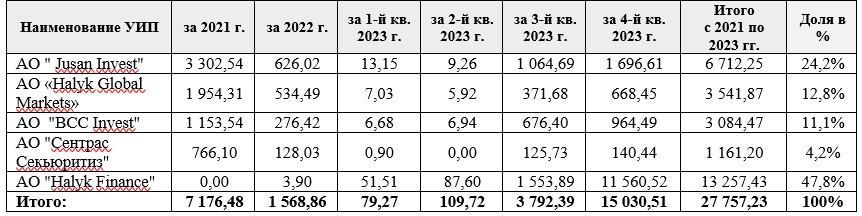 Наименование УИП за 2021 г. за 2022 г. за 1-й кв. 2023 г. за 2-й кв. 2023 г. за 3-й кв. 2023 г. за 4-й кв. 2023 г. Итого с 2021 по 2023 гг. Доля в %
АО " Jusan Invest" 3 302,54 626,02 13,15 9,26 1 064,69 1 696,61 6 712,25 24,2%
АО «Halyk Global Markets» 1 954,31 534,49 7,03 5,92 371,68 668,45 3 541,87 12,8%
АО "BCC Invest" 1 153,54 276,42 6,68 6,94 676,40 964,49 3 084,47 11,1%
АО "Сентрас Секьюритиз" 766,10 128,03 0,90 0,00 125,73 140,44 1 161,20 4,2%
АО "Halyk Finance" 0,00 3,90 51,51 87,60 1 553,89 11 560,52 13 257,43 47,8%
Итого: 7 176,48 1 568,86 79,27 109,72 3 792,39 15 030,51 27 757,23 100%